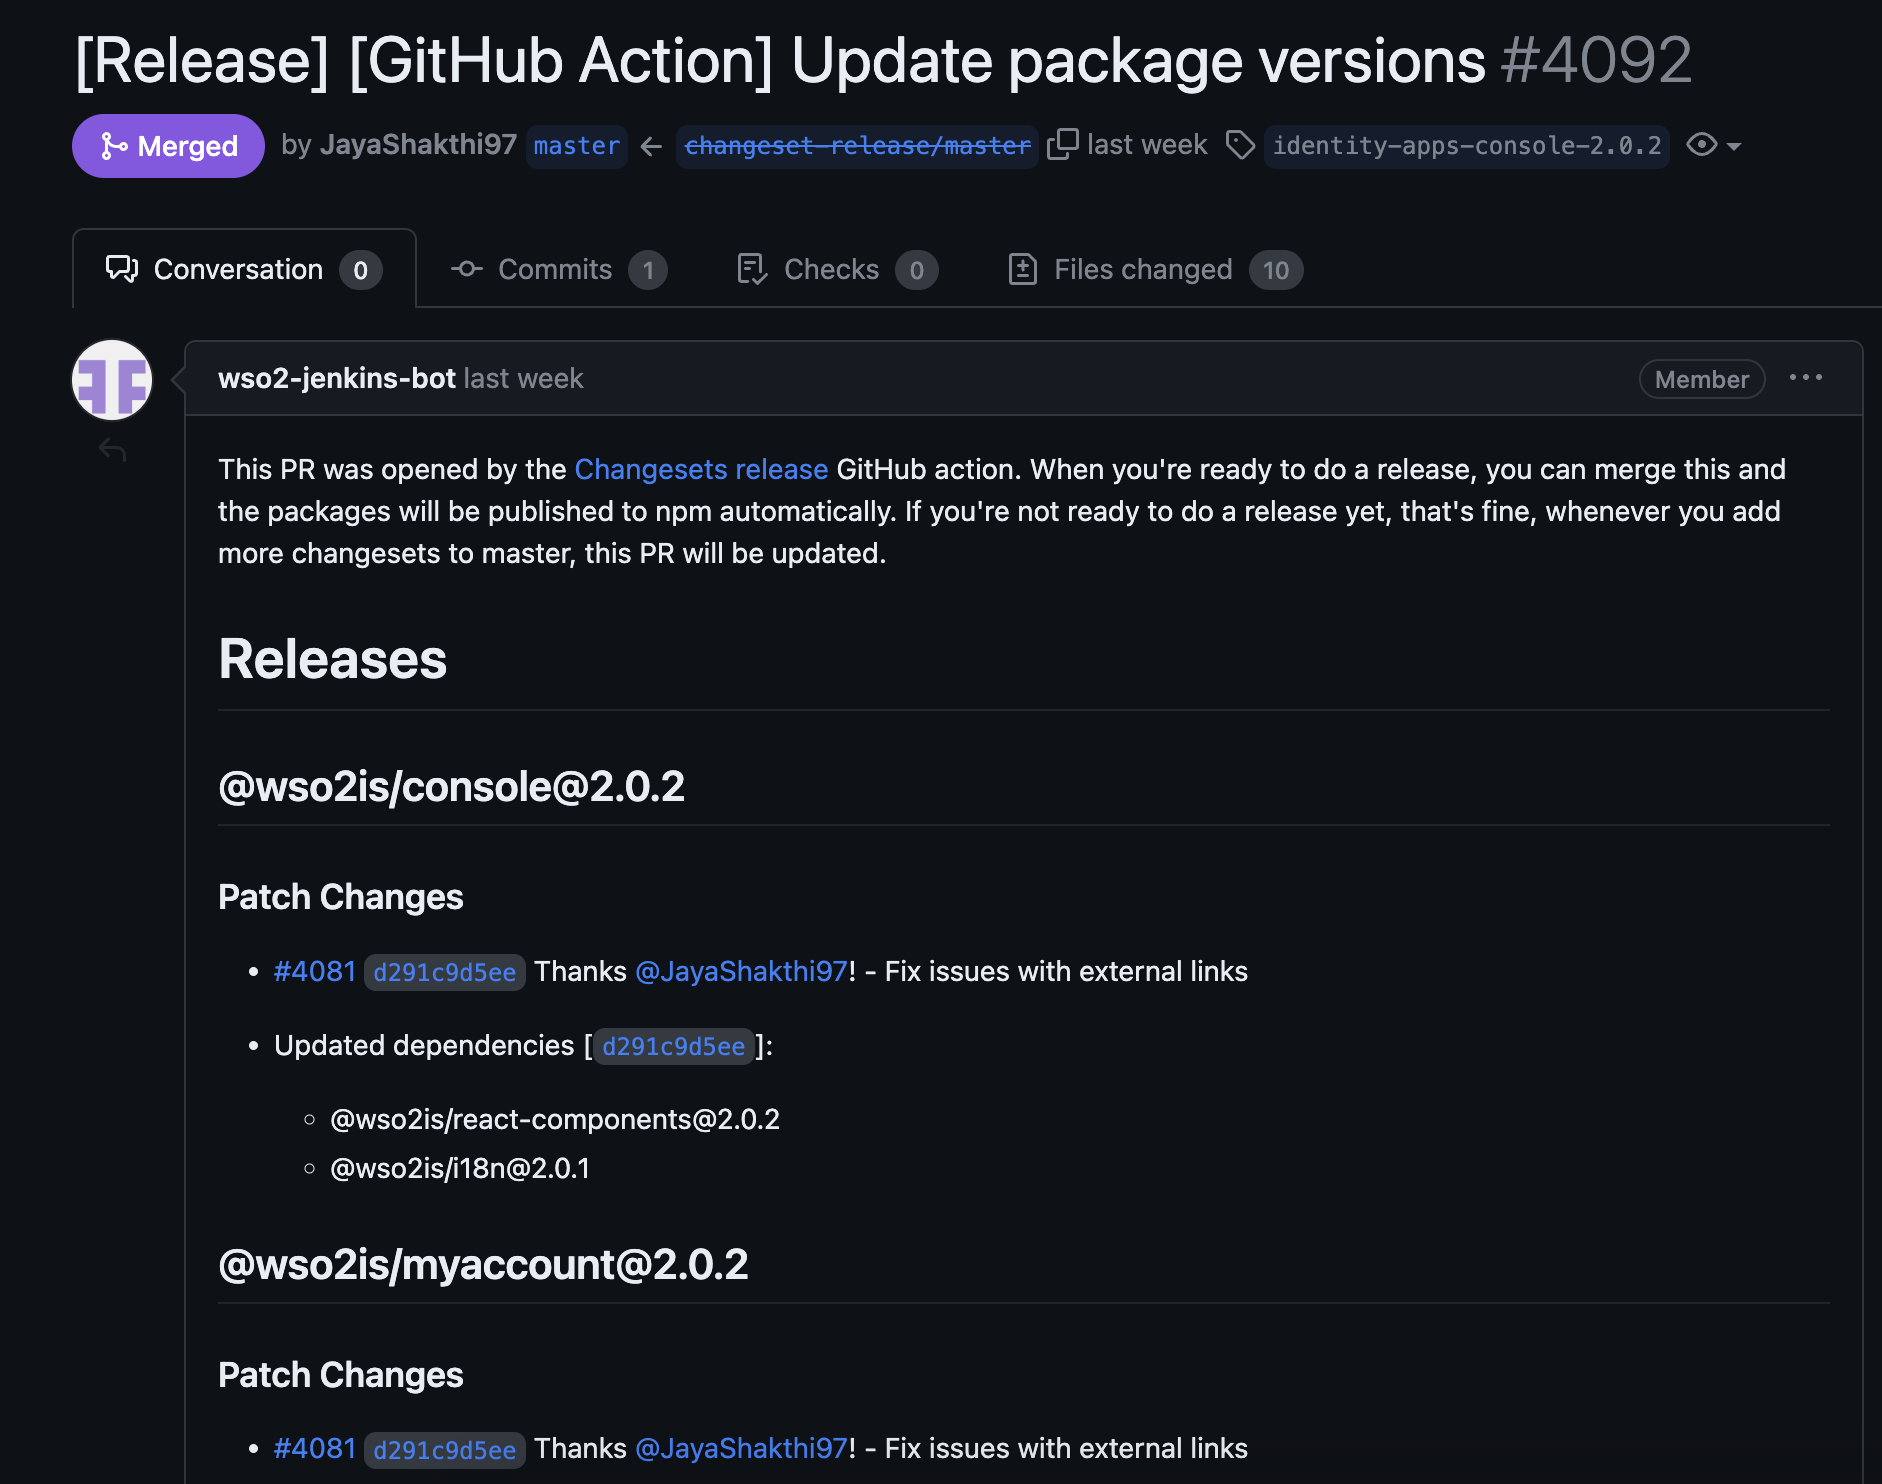 [Release] [GitHub Action] Update package versions #4092
Merged by JayaShakthi97 master ← changeset-release/master last week identity-apps-console-2.0.2
Conversation 0 Commits 1 Checks 0 Files changed 10
wso2-jenkins-bot last week Member ···
This PR was opened by the Changesets release GitHub action. When you're ready to do a release, you can merge this and
the packages will be published to npm automatically. If you're not ready to do a release yet, that's fine, whenever you add
more changesets to master, this PR will be updated.
Releases
@wso2is/console@2.0.2
Patch Changes
• #4081 d291c9d5ee Thanks @JayaShakthi97! - Fix issues with external links
• Updated dependencies [d291c9d5ee]:
◦ @wso2is/react-components@2.0.2
◦ @wso2is/i18n@2.0.1
@wso2is/myaccount@2.0.2
Patch Changes
• #4081 d291c9d5ee Thanks @JayaShakthi97! - Fix issues with external links